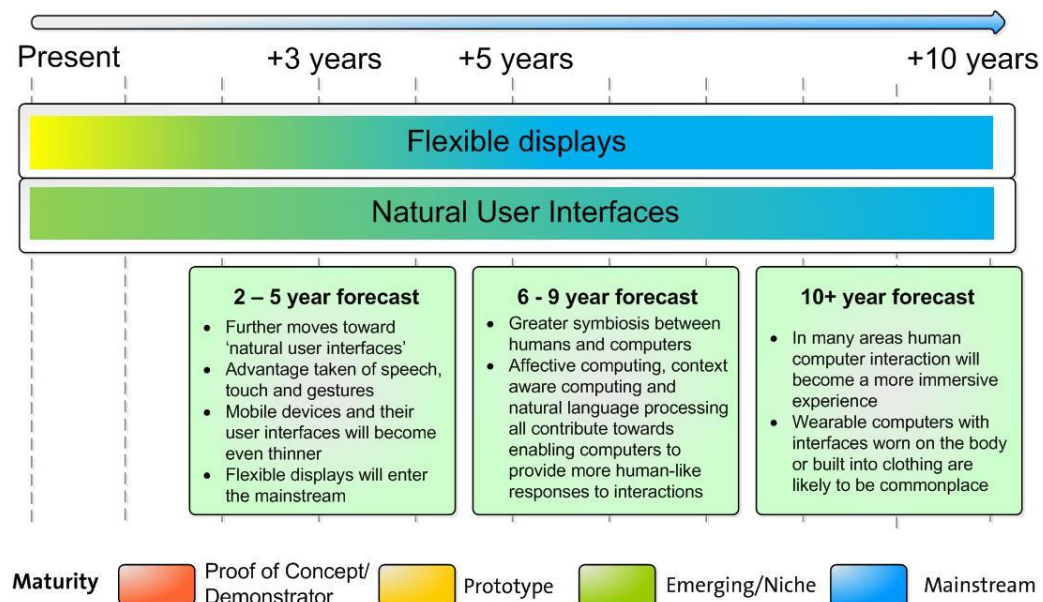 Present +3 years +5 years +10 years
Flexible displays
Natural User Interfaces
2 – 5 year forecast
• Further moves toward
‘natural user interfaces’
• Advantage taken of speech,
touch and gestures
• Mobile devices and their
user interfaces will become
even thinner
• Flexible displays will enter
the mainstream
6 - 9 year forecast
• Greater symbiosis between
humans and computers
• Affective computing, context
aware computing and
natural language processing
all contribute towards
enabling computers to
provide more human-like
responses to interactions
10+ year forecast
• In many areas human
computer interaction will
become a more immersive
experience
• Wearable computers with
interfaces worn on the body
or built into clothing are
likely to be commonplace
Maturity
Proof of Concept/
Demonstrator
Prototype
Emerging/Niche
Mainstream